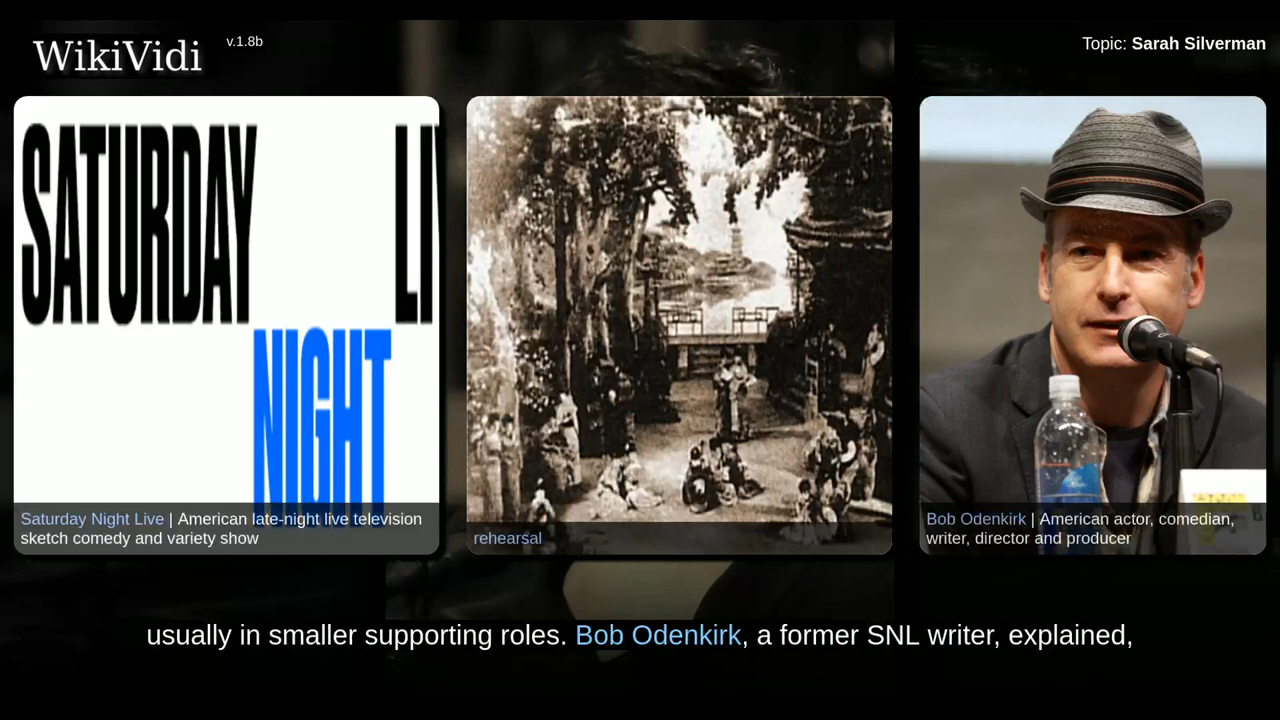 WikiVidi
v.1.8b
Topic: Sarah Silverman
SATURDAY
NIGHT
Saturday Night Live | American late-night live television
sketch comedy and variety show
rehearsal
Bob Odenkirk | American actor, comedian,
writer, director and producer
usually in smaller supporting roles. Bob Odenkirk, a former SNL writer, explained,